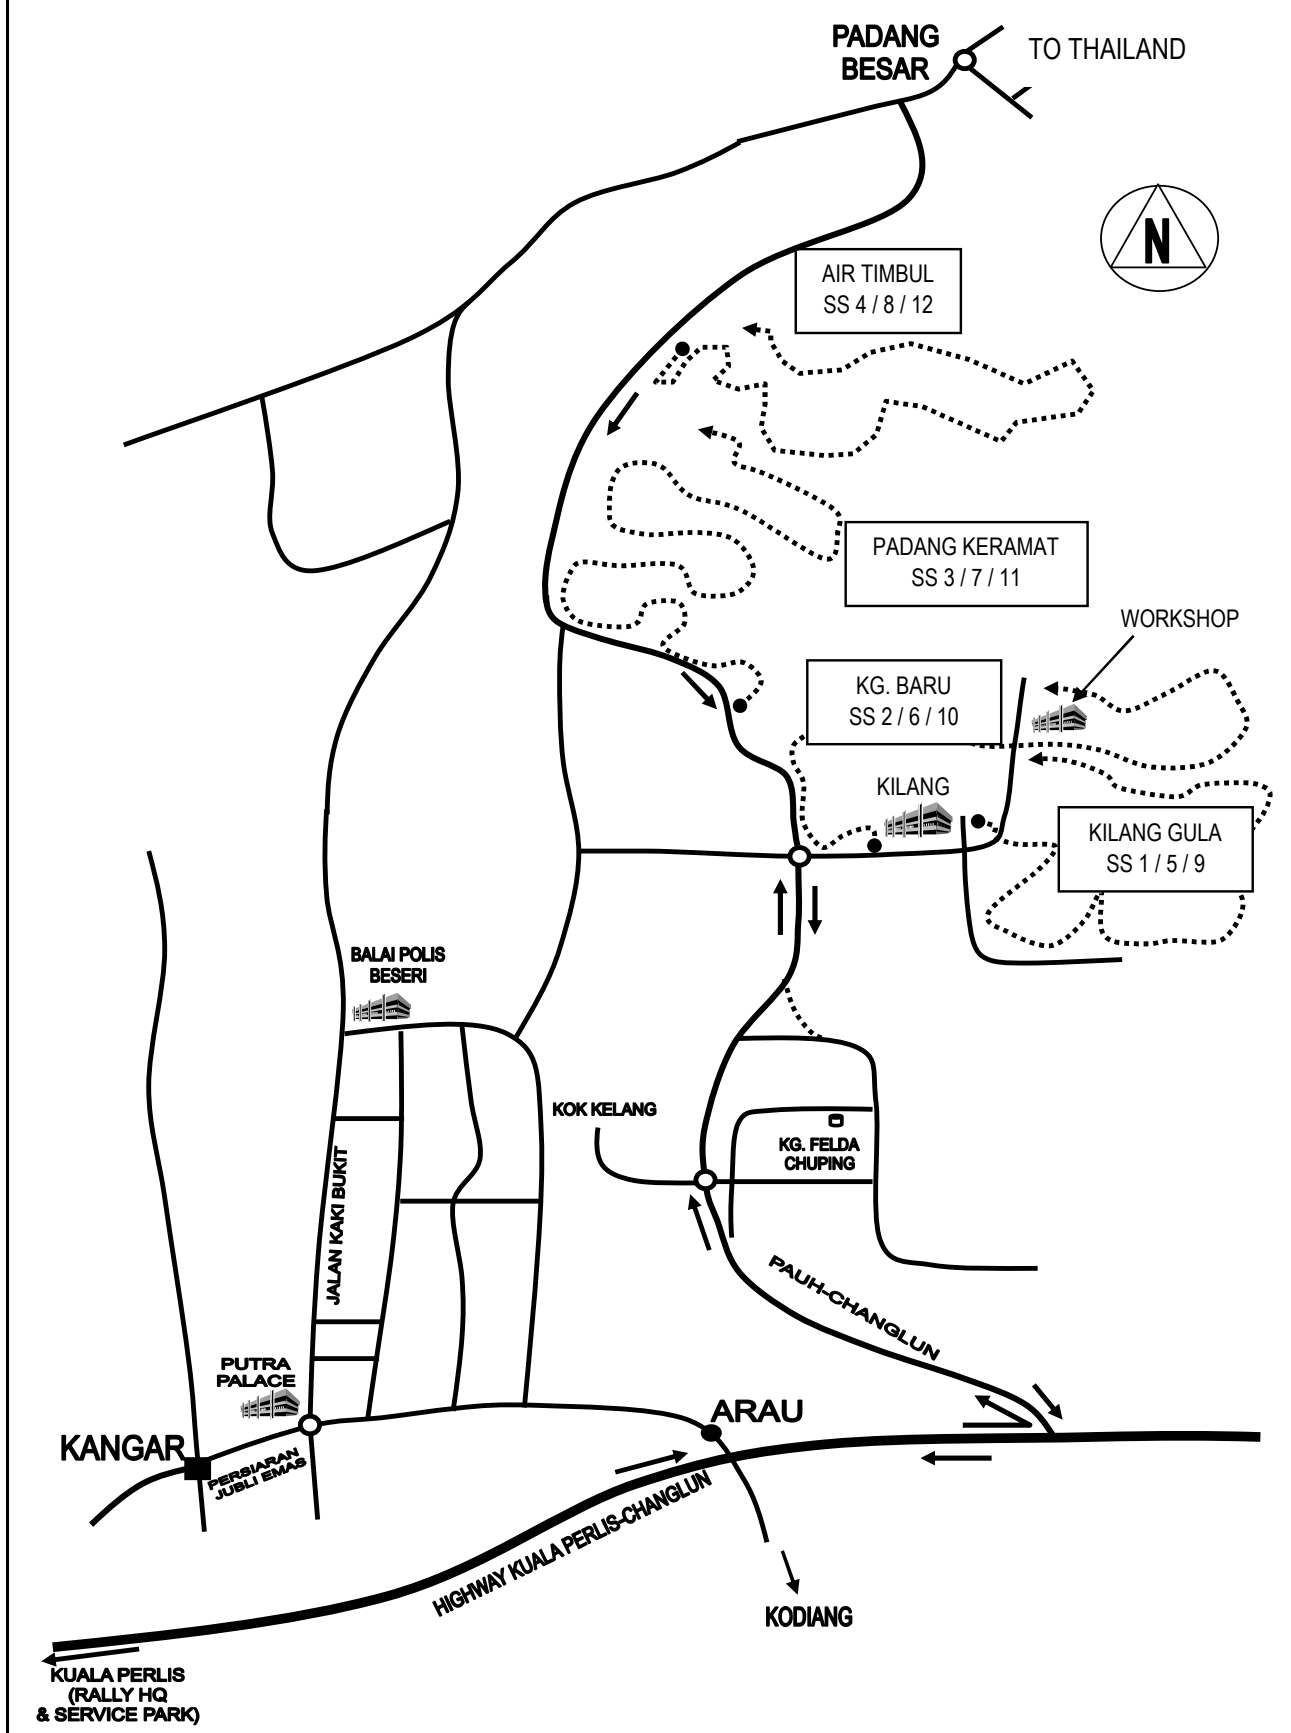 PADANG
BESAR
TO THAILAND
N
AIR TIMBUL
SS 4 / 8 / 12
PADANG KERAMAT
SS 3 / 7 / 11
WORKSHOP
KG. BARU
SS 2 / 6 / 10
KILANG
KILANG GULA
SS 1 / 5 / 9
BALAI POLIS
BESERI
KOK KELANG
KG. FELDA
CHUPING
JALAN KAKI BUKIT
PAUH-CHANGLUN
PUTRA
PALACE
ARAU
KANGAR
PERSIARAN
JUBLI EMAS
HIGHWAY KUALA PERLIS-CHANGLUN
KODIANG
KUALA PERLIS
(RALLY HQ
& SERVICE PARK)